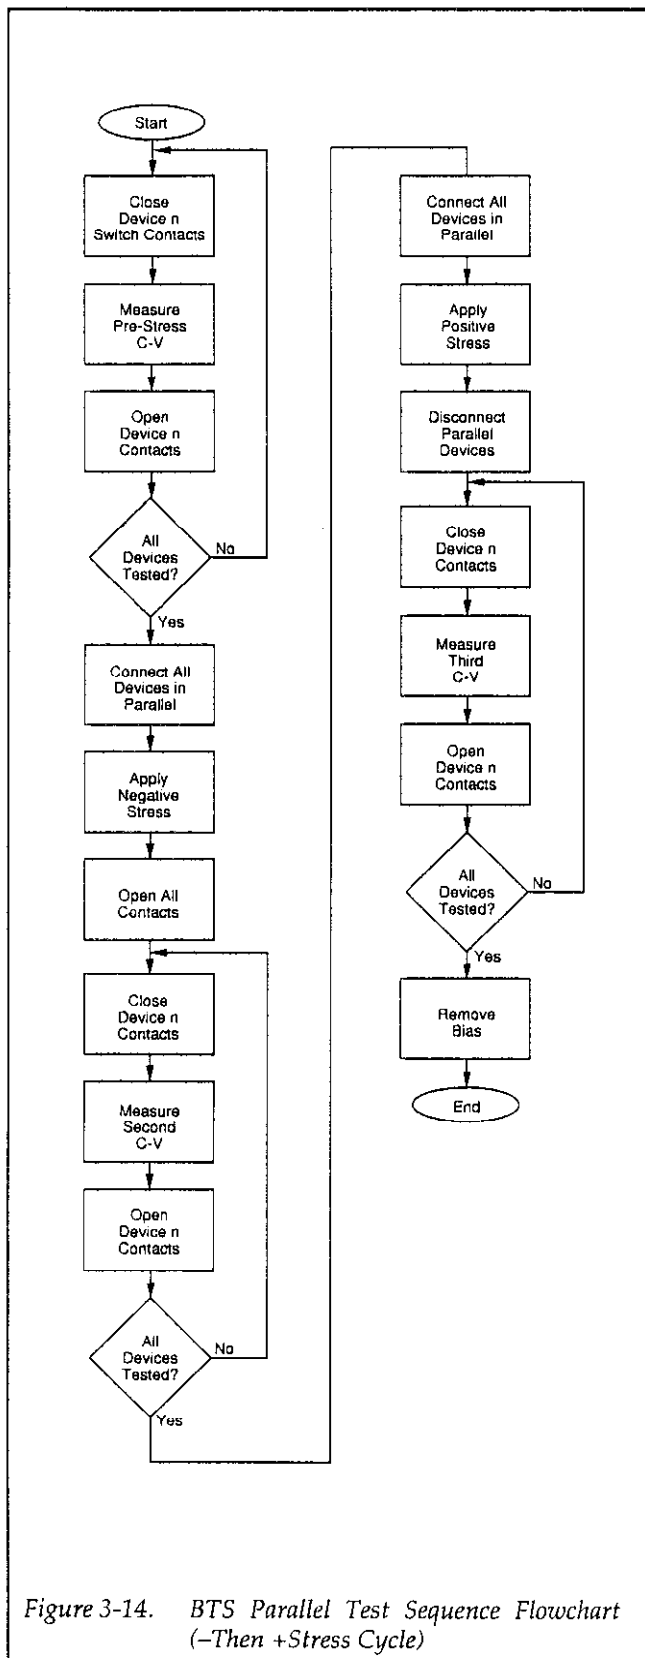 Start
Close
Device n
Switch Contacts
Measure
Pre-Stress
C-V
Open
Device n
Contacts
All
Devices
Tested?
No
Yes
Connect All
Devices in
Parallel
Apply
Negative
Stress
Open All
Contacts
Close
Device n
Contacts
Measure
Second
C-V
Open
Device n
Contacts
All
Devices
Tested?
No
Yes
Connect All
Devices in
Parallel
Apply
Positive
Stress
Disconnect
Parallel
Devices
Close
Device n
Contacts
Measure
Third
C-V
Open
Device n
Contacts
All
Devices
Tested?
No
Yes
Remove
Bias
End
Figure 3-14. BTS Parallel Test Sequence Flowchart
(–Then +Stress Cycle)